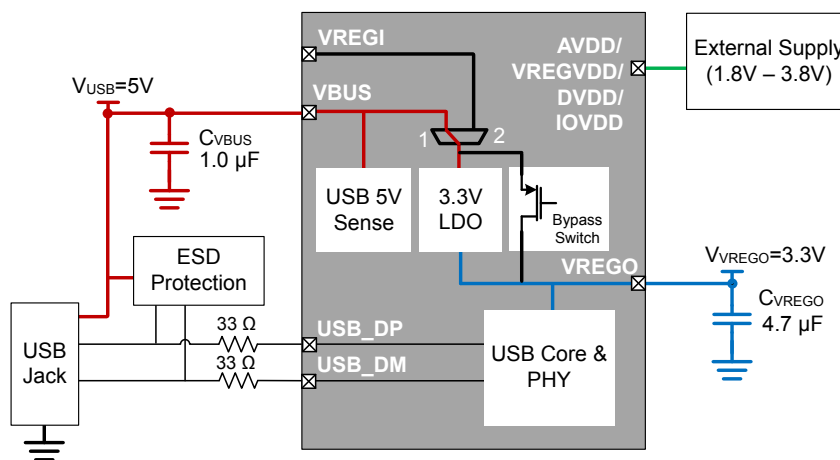 VREGI
AVDD/
VREGVDD/
DVDD/
IOVDD
External Supply
(1.8V – 3.8V)
VUSB=5V
VBUS
CVBUS
1.0 µF
1
2
USB 5V
Sense
3.3V
LDO
Bypass
Switch
ESD
Protection
VREGO
VVREGO=3.3V
CVREGO
4.7 µF
USB
Jack
33 Ω
USB_DP
33 Ω
USB_DM
USB Core &
PHY